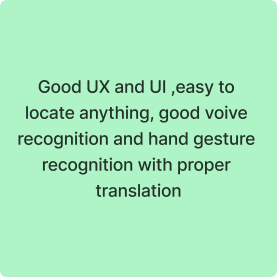 Good UX and UI ,easy to
locate anything, good voive
recognition and hand gesture
recognition with proper
translation